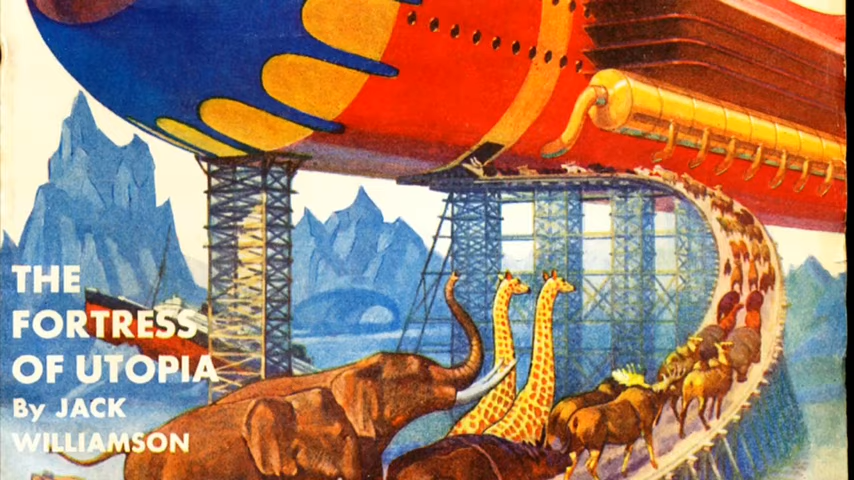 THE
FORTRESS
OF UTOPIA
By JACK
WILLIAMSON